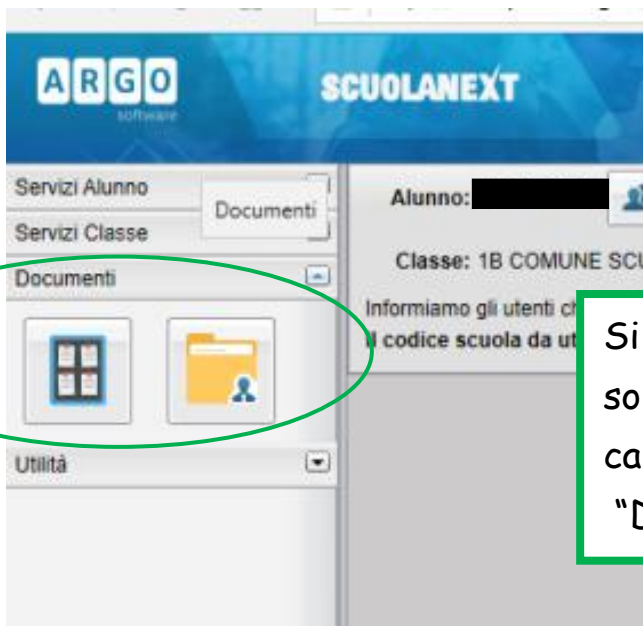 ARGO
software
SCUOLANEXT
Servizi Alunno
Documenti
Servizi Classe
Documenti
Utilità
Alunno:
Classe: 1B COMUNE SCU
Informiamo gli utenti ch
Il codice scuola da ut
Si
so
ca
"D